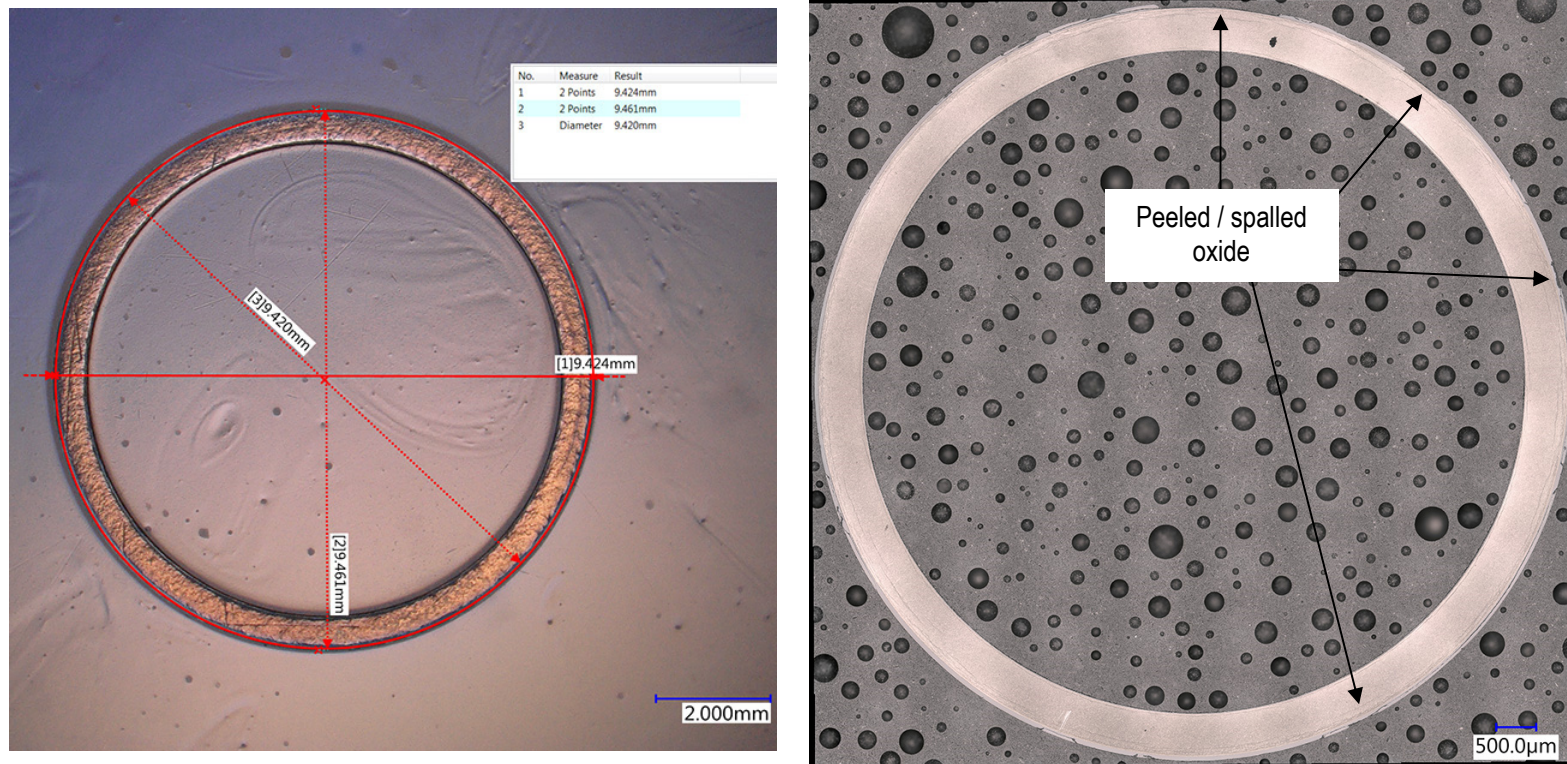 No. Measure Result
1 2 Points 9.424mm
2 2 Points 9.461mm
3 Diameter 9.420mm
[3]9.420mm
[1]9.424mm
[2]9.461mm
2.000mm
Peeled / spalled
oxide
500.0μm